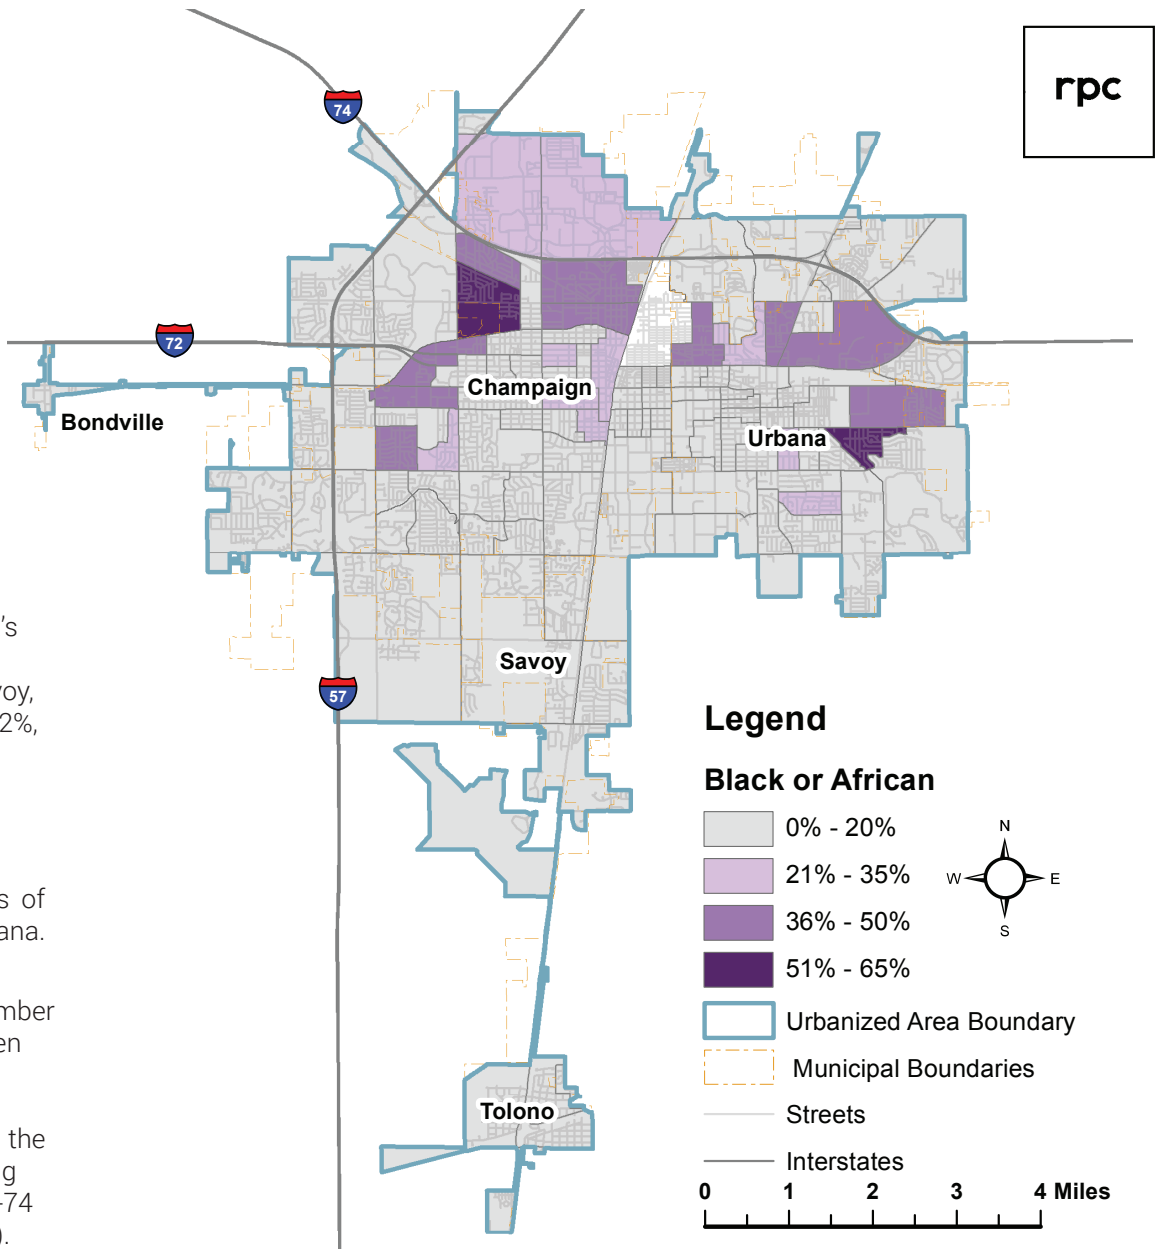 rpc
74
72
Bondville
Champaign
Urbana
's
Savoy
57
voy,
2%,
Legend
Black or African
0% - 20%
21% - 35%
36% - 50%
51% - 65%
Urbanized Area Boundary
Municipal Boundaries
Streets
Interstates
N
W
E
S
s of
ana.
mber
en
Tolono
the
g
-74
).
0 1 2 3 4 Miles